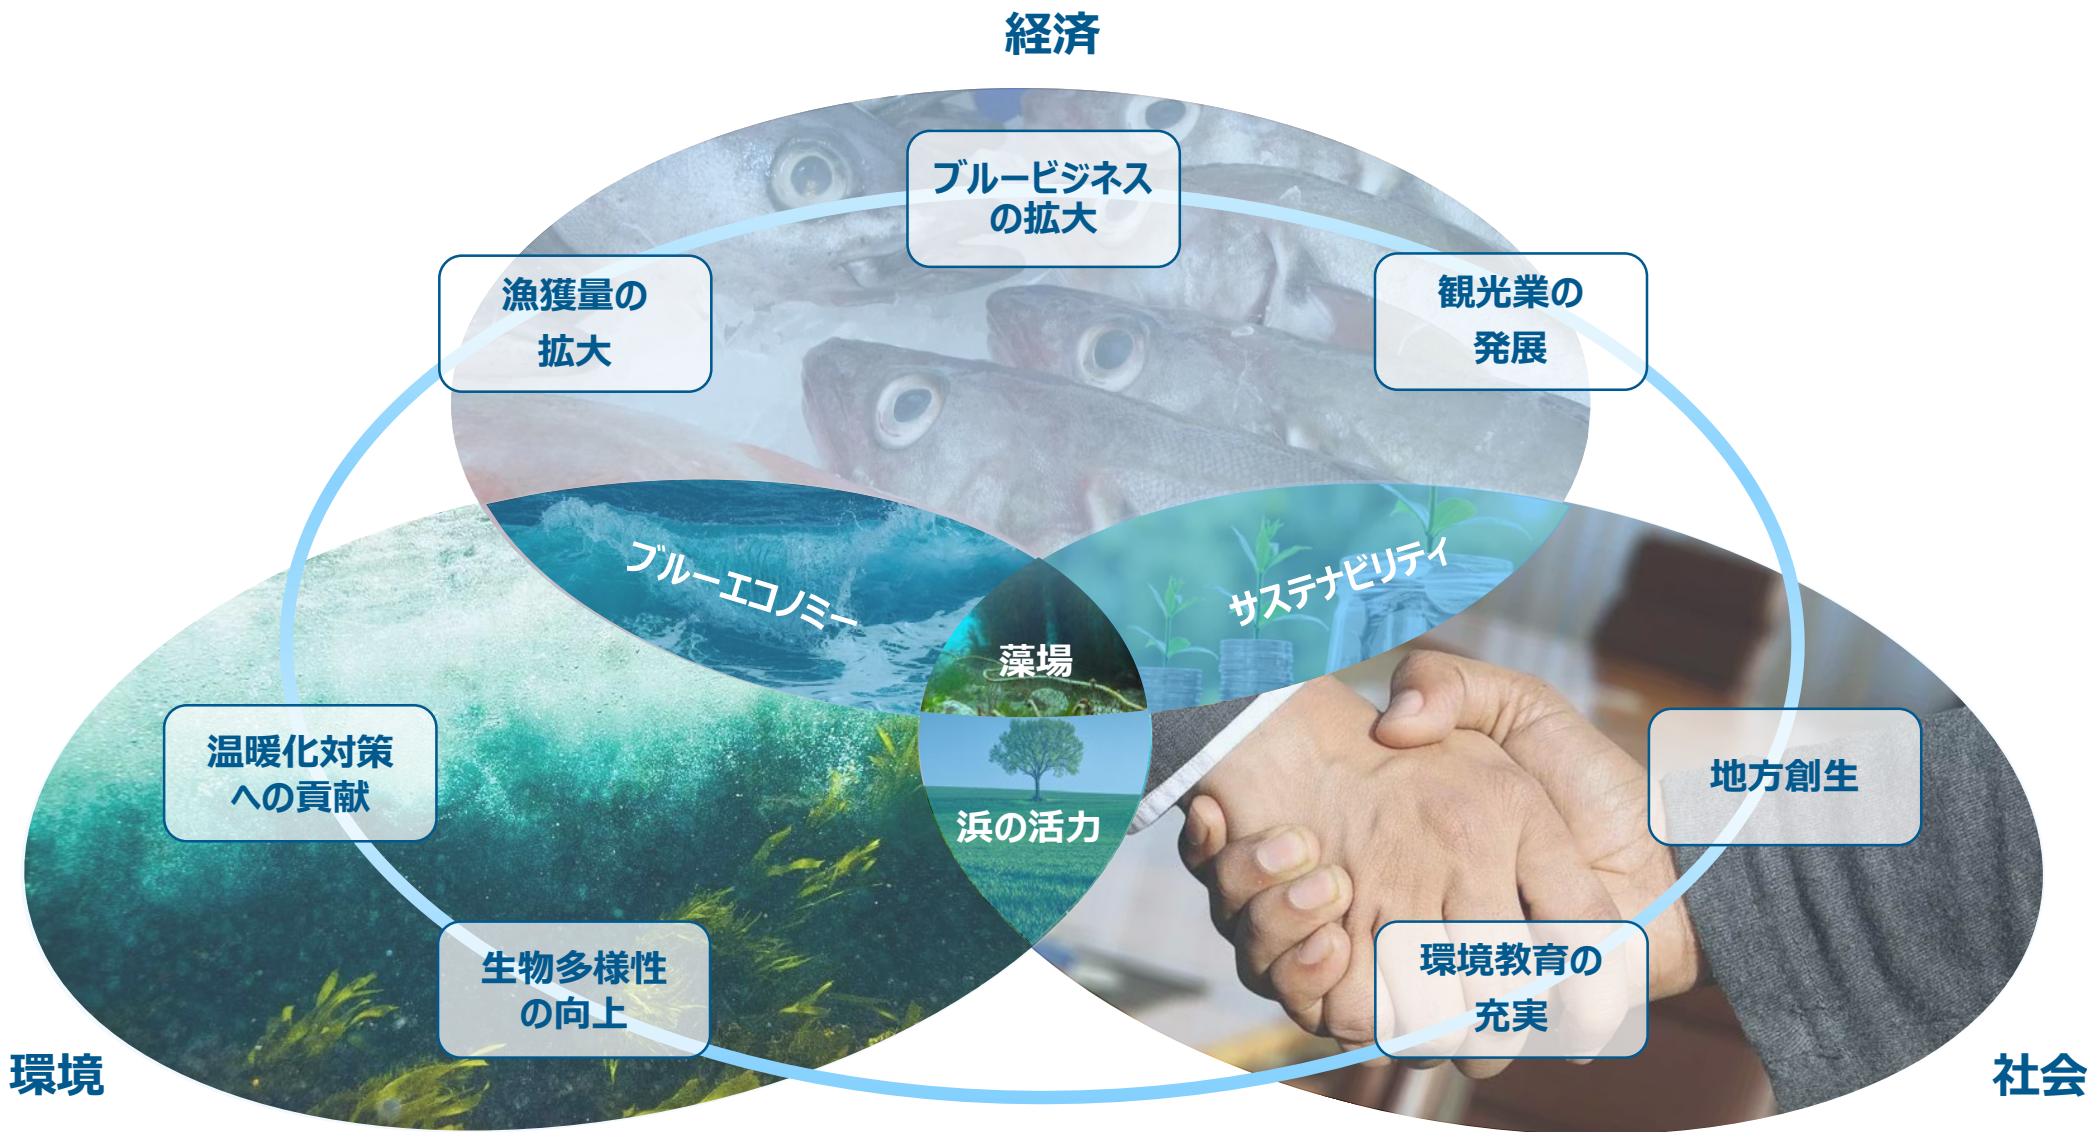 経済
ブルービジネス
の拡大
漁獲量の
拡大
観光業の
発展
ブルーエコノミー
サステナビリティ
藻場
浜の活力
温暖化対策
への貢献
地方創生
生物多様性
の向上
環境教育の
充実
環境
社会